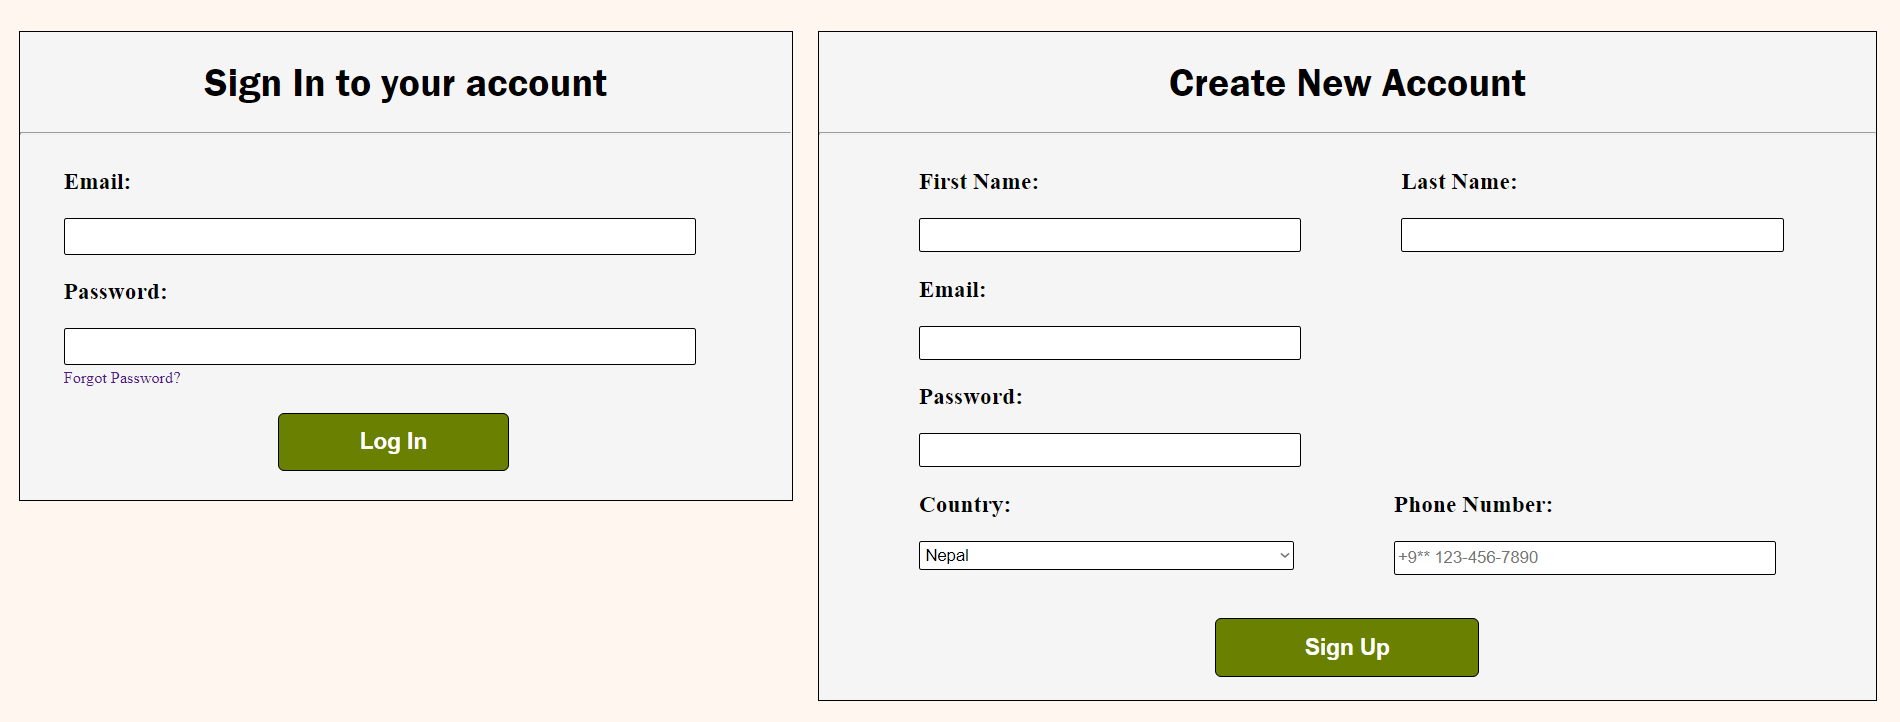 Sign In to your account
Email:
Password:
Forgot Password?
Log In
Create New Account
First Name:
Last Name:
Email:
Password:
Country:
Phone Number:
Nepal
+9** 123-456-7890
Sign Up